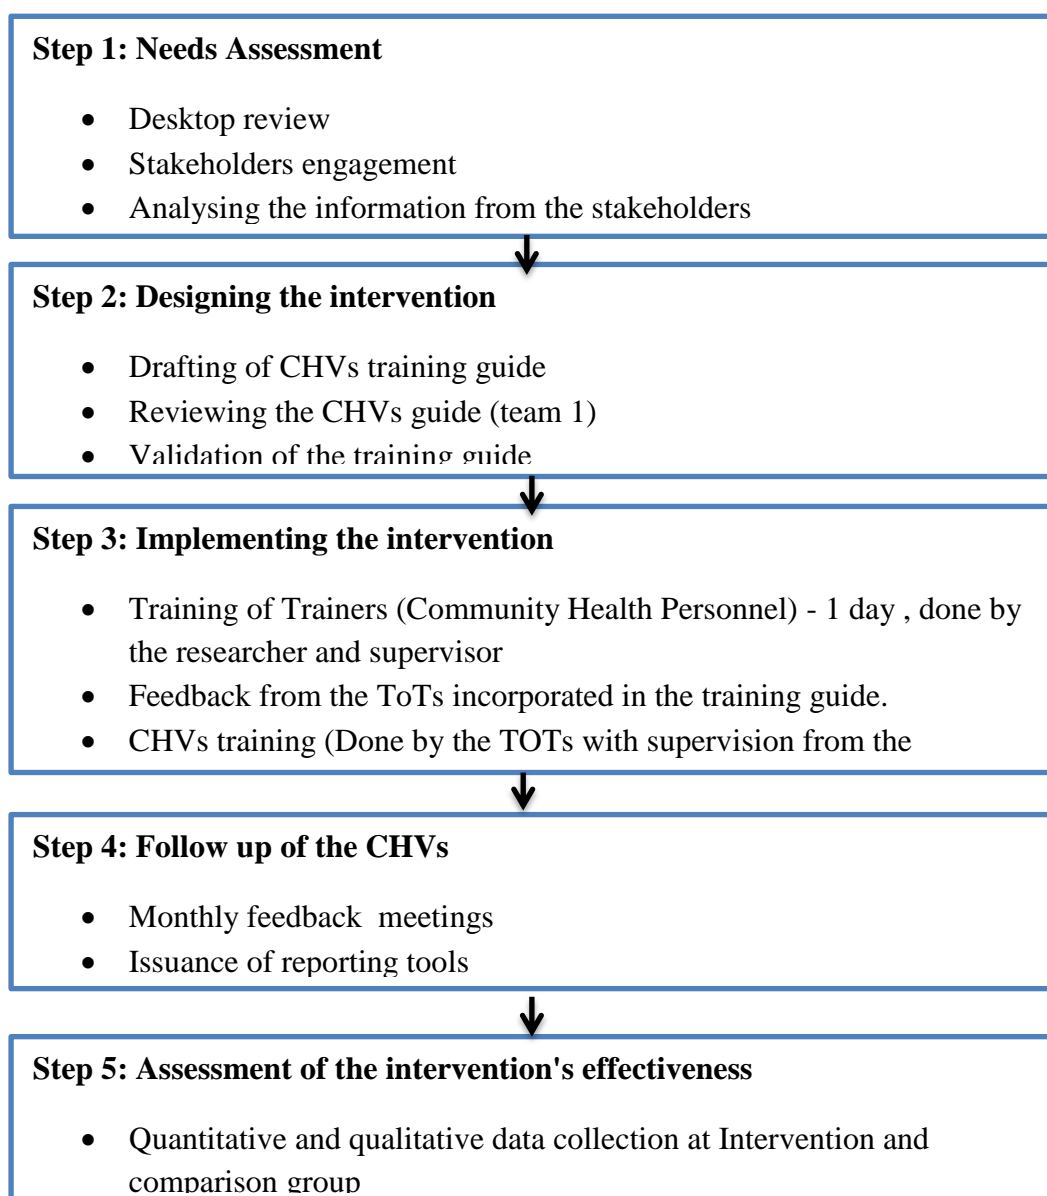 Step 1: Needs Assessment
• Desktop review
• Stakeholders engagement
• Analysing the information from the stakeholders
Step 2: Designing the intervention
• Drafting of CHVs training guide
• Reviewing the CHVs guide (team 1)
• Validation of the training guide
Step 3: Implementing the intervention
• Training of Trainers (Community Health Personnel) - 1 day , done by
the researcher and supervisor
• Feedback from the ToTs incorporated in the training guide.
• CHVs training (Done by the TOTs with supervision from the
Step 4: Follow up of the CHVs
• Monthly feedback  meetings
• Issuance of reporting tools
Step 5: Assessment of the intervention's effectiveness
• Quantitative and qualitative data collection at Intervention and
comparison group